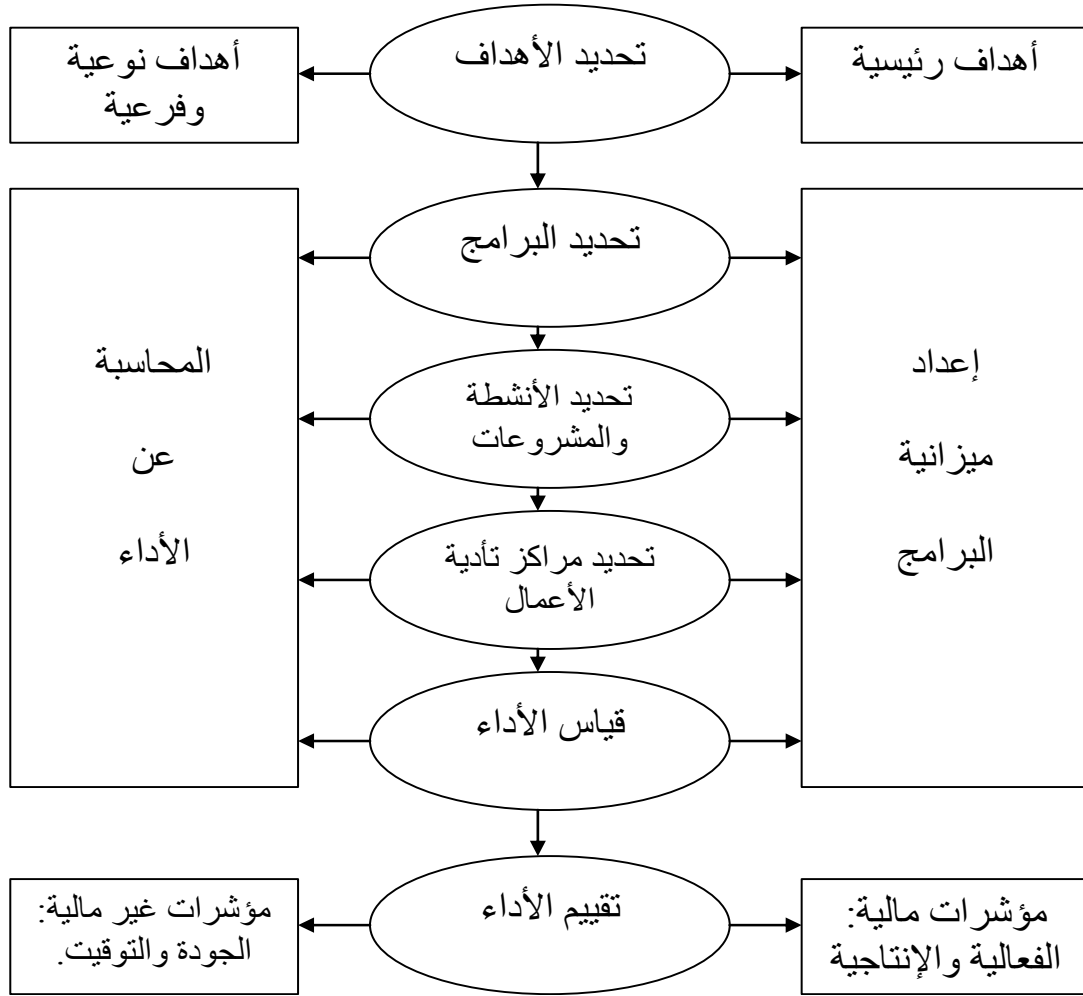 تحديد الأهداف
أهداف رئيسية
أهداف نوعية
وفرعية
تحديد البرامج
إعداد
ميزانية
البرامج
المحاسبة
عن
الأداء
تحديد الأنشطة
والمشروعات
تحديد مراكز تأدية
الأعمال
قياس الأداء
تقييم الأداء
مؤشرات مالية:
الفعالية والإنتاجية
مؤشرات غير مالية:
الجودة والتوقيت.